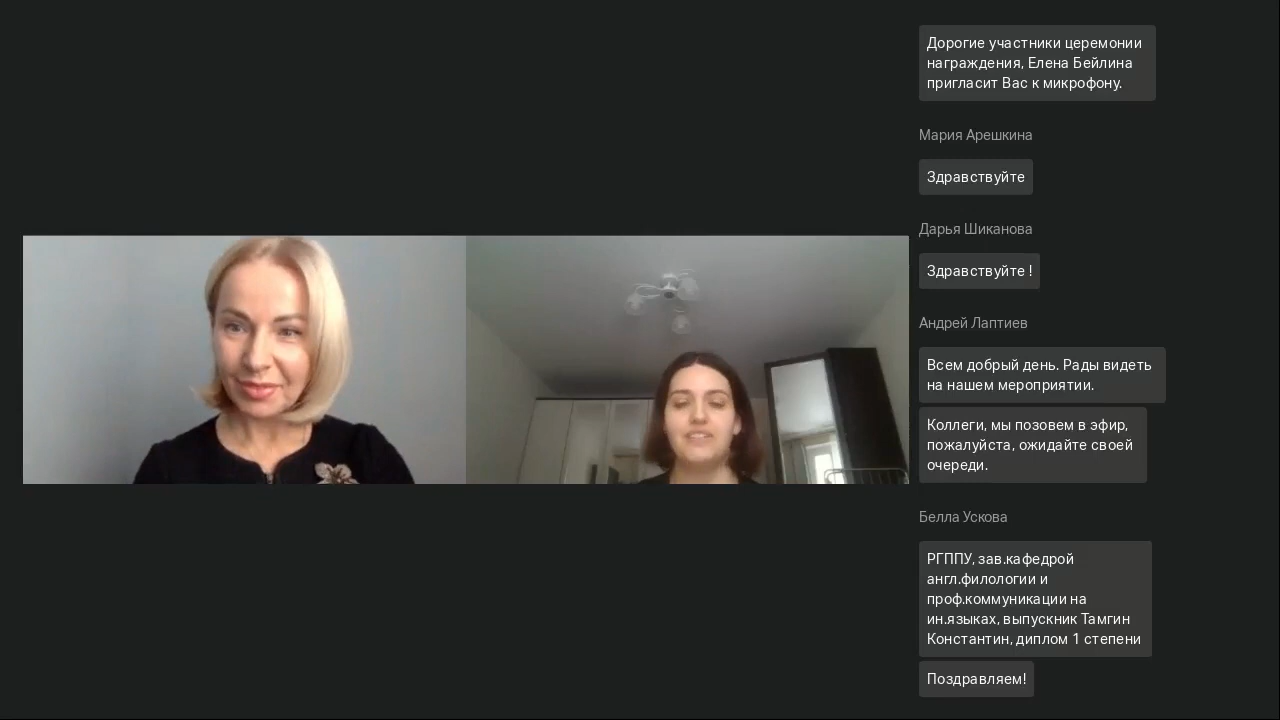 Дорогие участники церемонии
награждения, Елена Бейлина
пригласит Вас к микрофону.
Мария Арешкина
Здравствуйте
Дарья Шиканова
Здравствуйте !
Андрей Лаптиев
Всем добрый день. Рады видеть
на нашем мероприятии.
Коллеги, мы позовем в эфир,
пожалуйста, ожидайте своей
очереди.
Белла Ускова
РГППУ, зав.кафедрой
англ.филологии и
проф.коммуникации на
ин.языках, выпускник Тамгин
Константин, диплом 1 степени
Поздравляем!